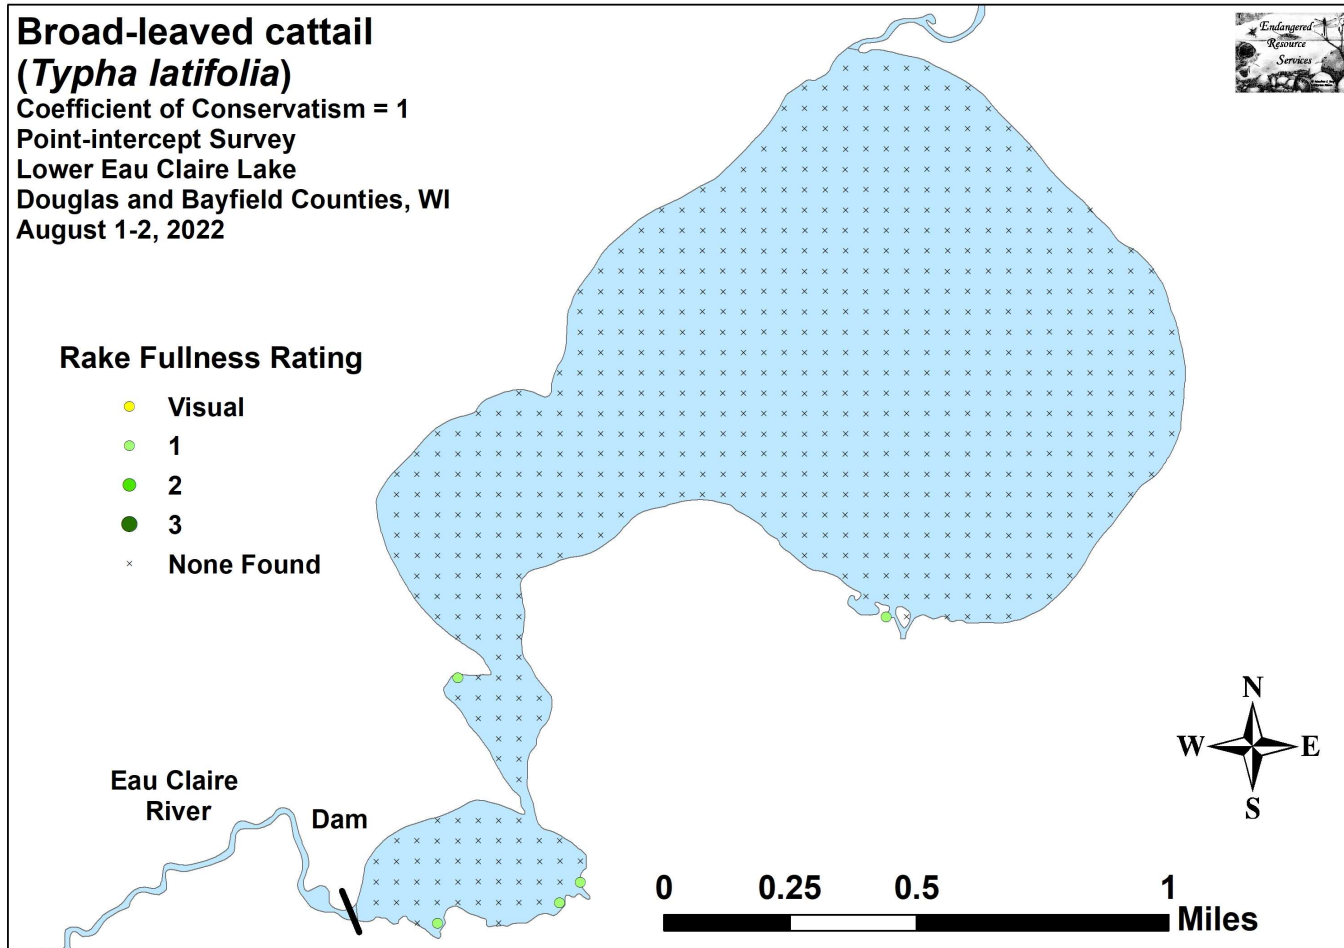 Broad-leaved cattail
(Typha latifolia)
Coefficient of Conservatism = 1
Point-intercept Survey
Lower Eau Claire Lake
Douglas and Bayfield Counties, WI
August 1-2, 2022
Endangered
Resource
Services
Rake Fullness Rating
Visual
1
2
3
None Found
N
W
E
S
Eau Claire
River
Dam
0
0.25
0.5
1
Miles